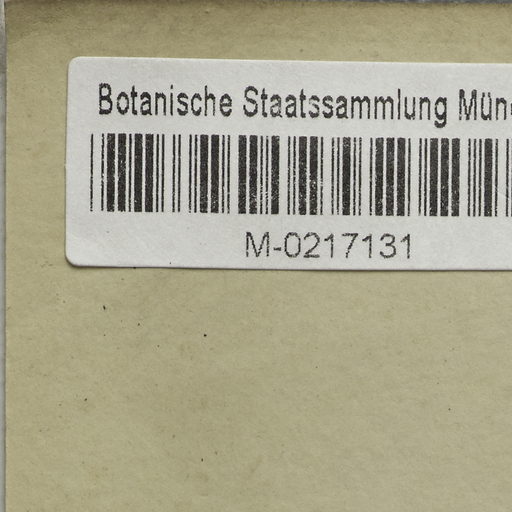 Botanische Staatssammlung Mün
M-0217131